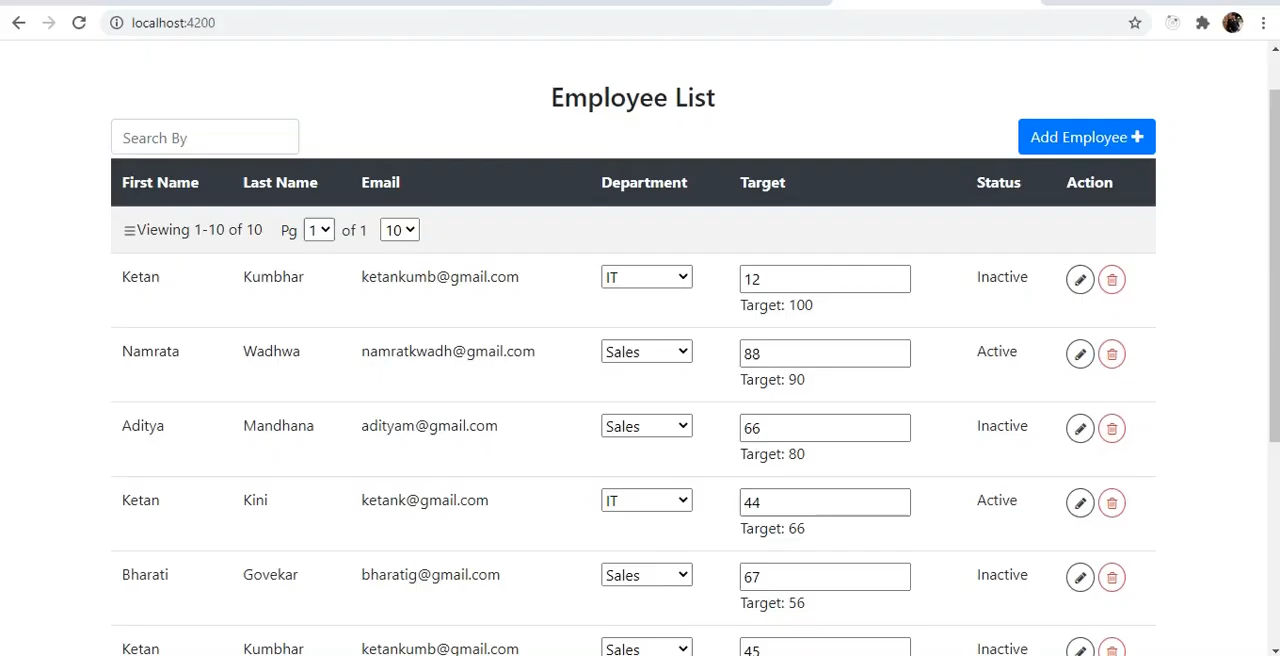 localhost:4200
Employee List
Search By
Add Employee
First Name Last Name Email Department Target Status Action
Viewing 1-10 of 10 Pg 1 of 1 10
Ketan Kumbhar ketankumb@gmail.com IT 12 Inactive
Target: 100
Namrata Wadhwa namratkwadh@gmail.com Sales 88 Active
Target: 90
Aditya Mandhana adityam@gmail.com Sales 66 Inactive
Target: 80
Ketan Kini ketank@gmail.com IT 44 Active
Target: 66
Bharati Govekar bharatig@gmail.com Sales 67 Inactive
Target: 56
Ketan Kumbhar ketankumb@gmail.com Sales 45 Inactive